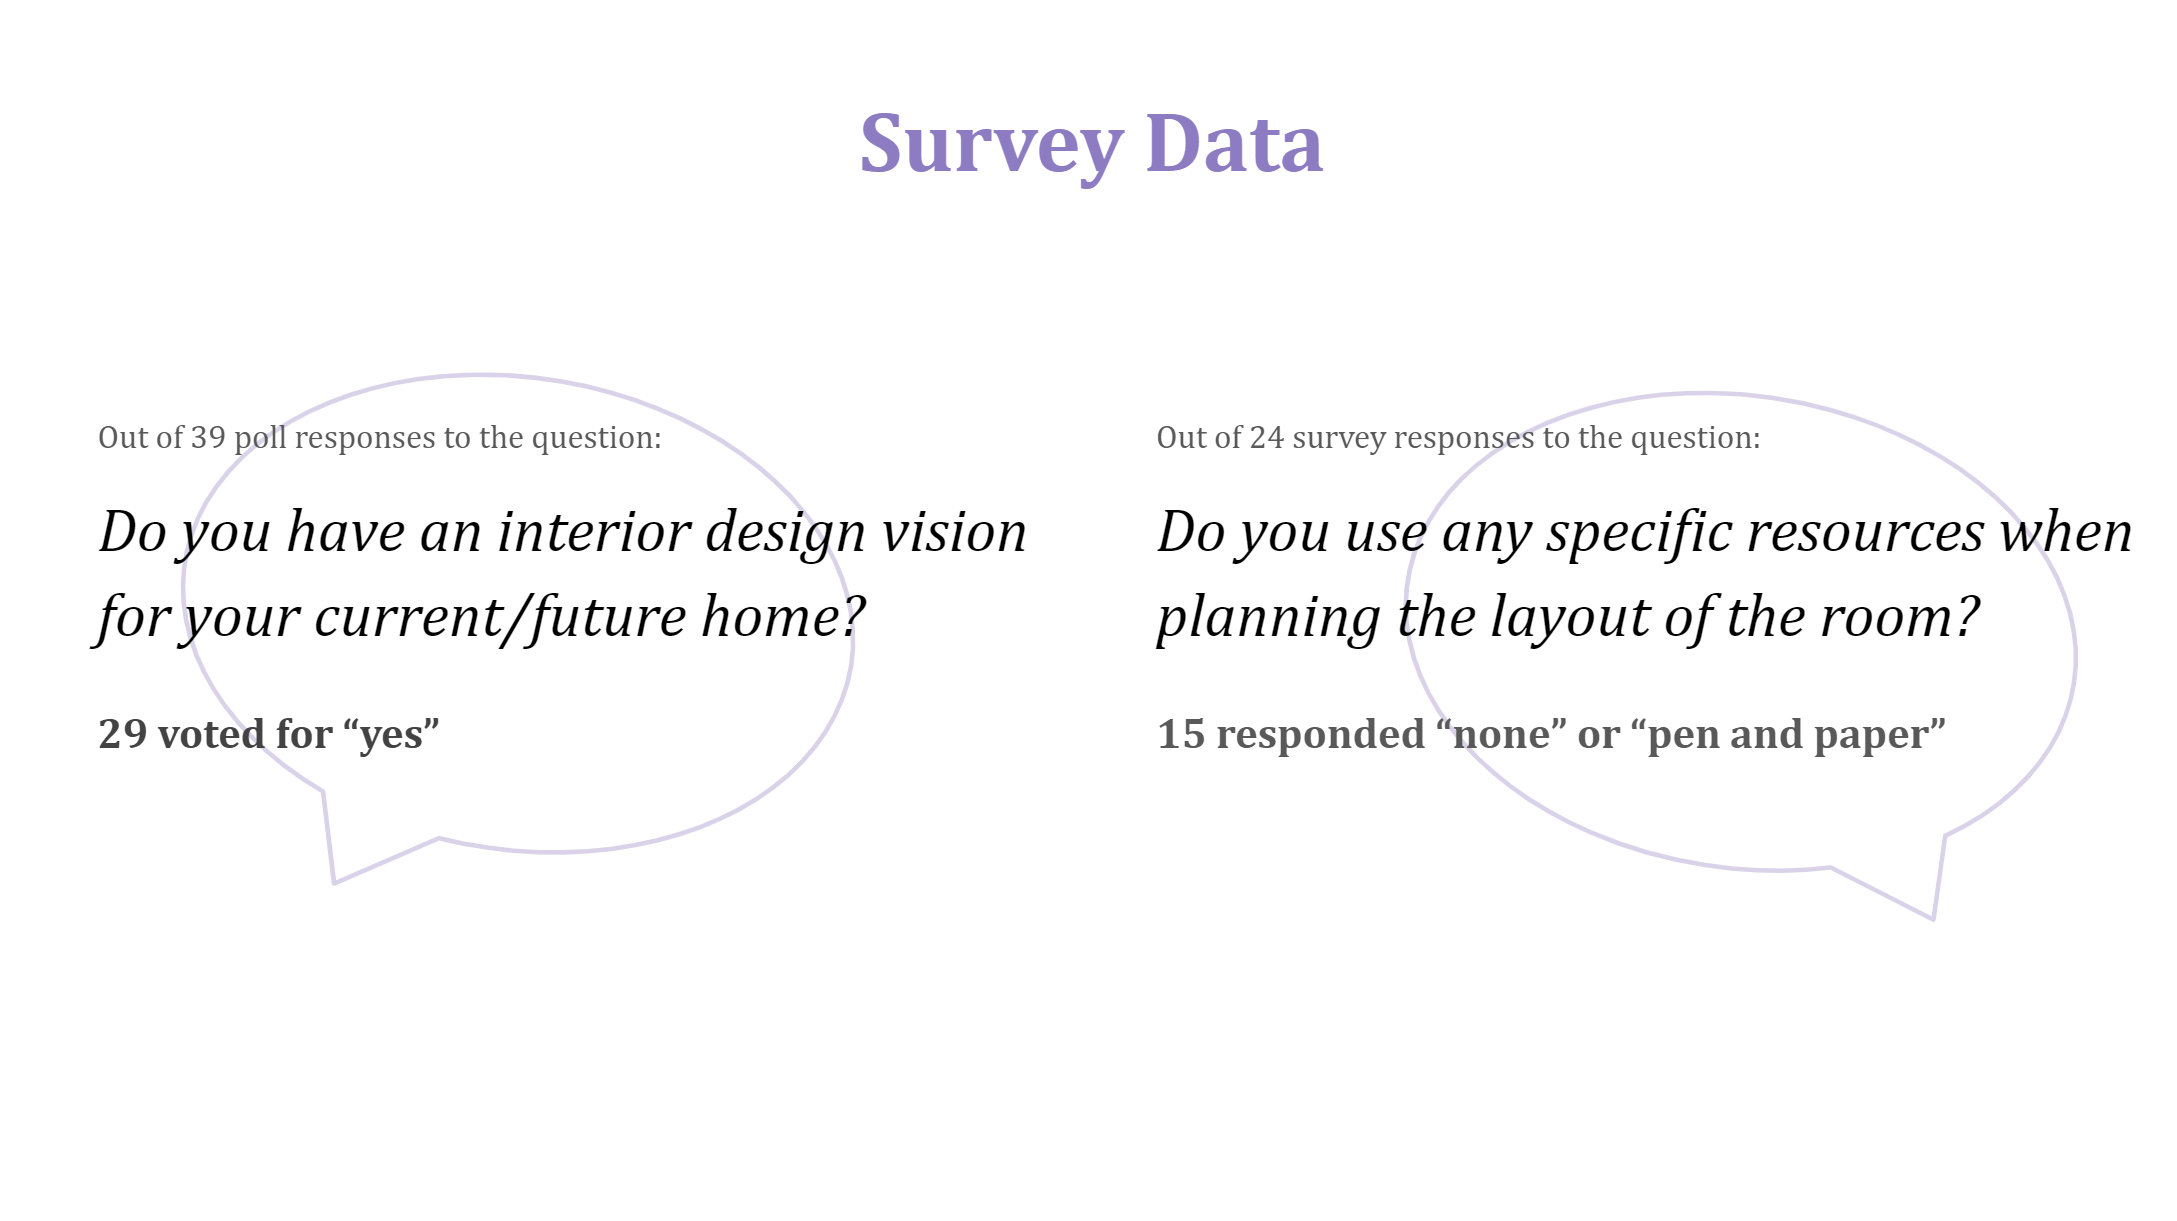 Survey Data
Out of 39 poll responses to the question:
Do you have an interior design vision
for your current/future home?
29 voted for “yes”
Out of 24 survey responses to the question:
Do you use any specific resources when
planning the layout of the room?
15 responded “none” or “pen and paper”